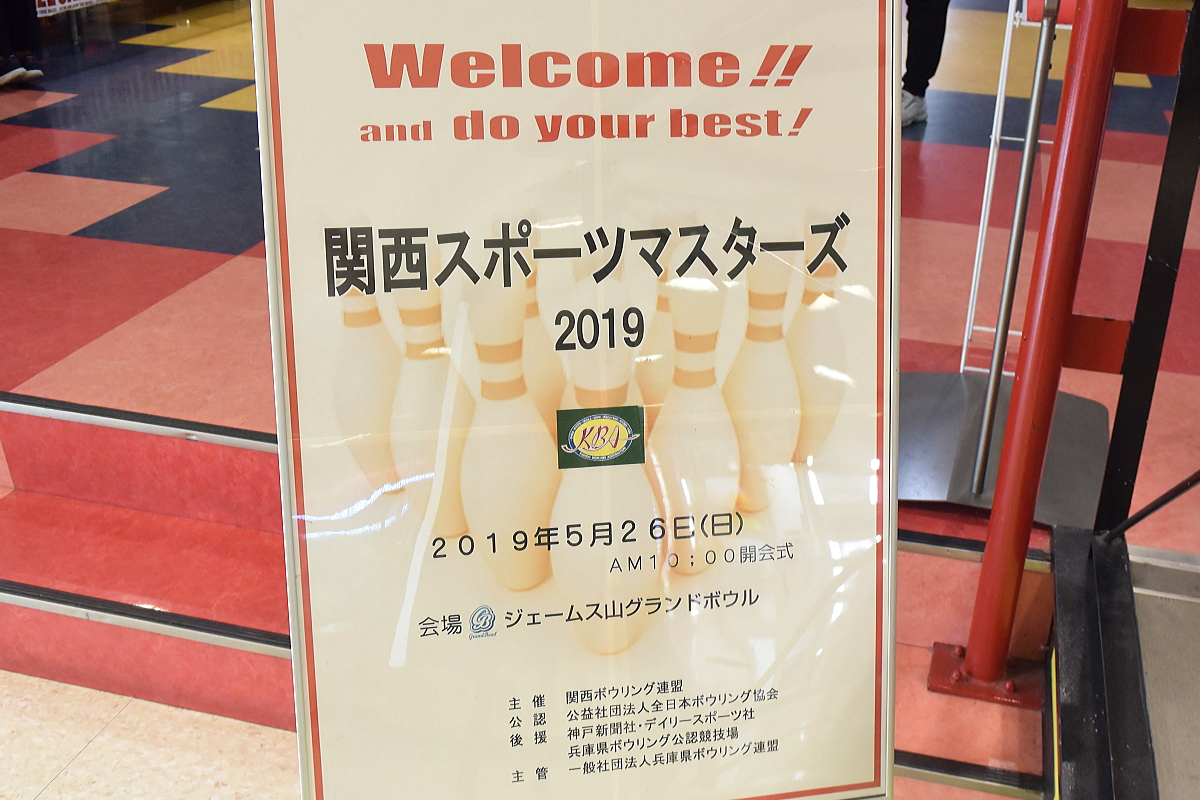 Welcome!!
and do your best!
関西スポーツマスターズ
2019
KBA
２０１９年５月２６日(日)
ＡＭ１０；００開会式
会場 GB Grand Bowl ジェームス山グランドボウル
主 催 関西ボウリング連盟
公 認 公益社団法人全日本ボウリング協会
後 援 神戸新聞社・デイリースポーツ社
兵庫県ボウリング公認競技場
主 管 一般社団法人兵庫県ボウリング連盟